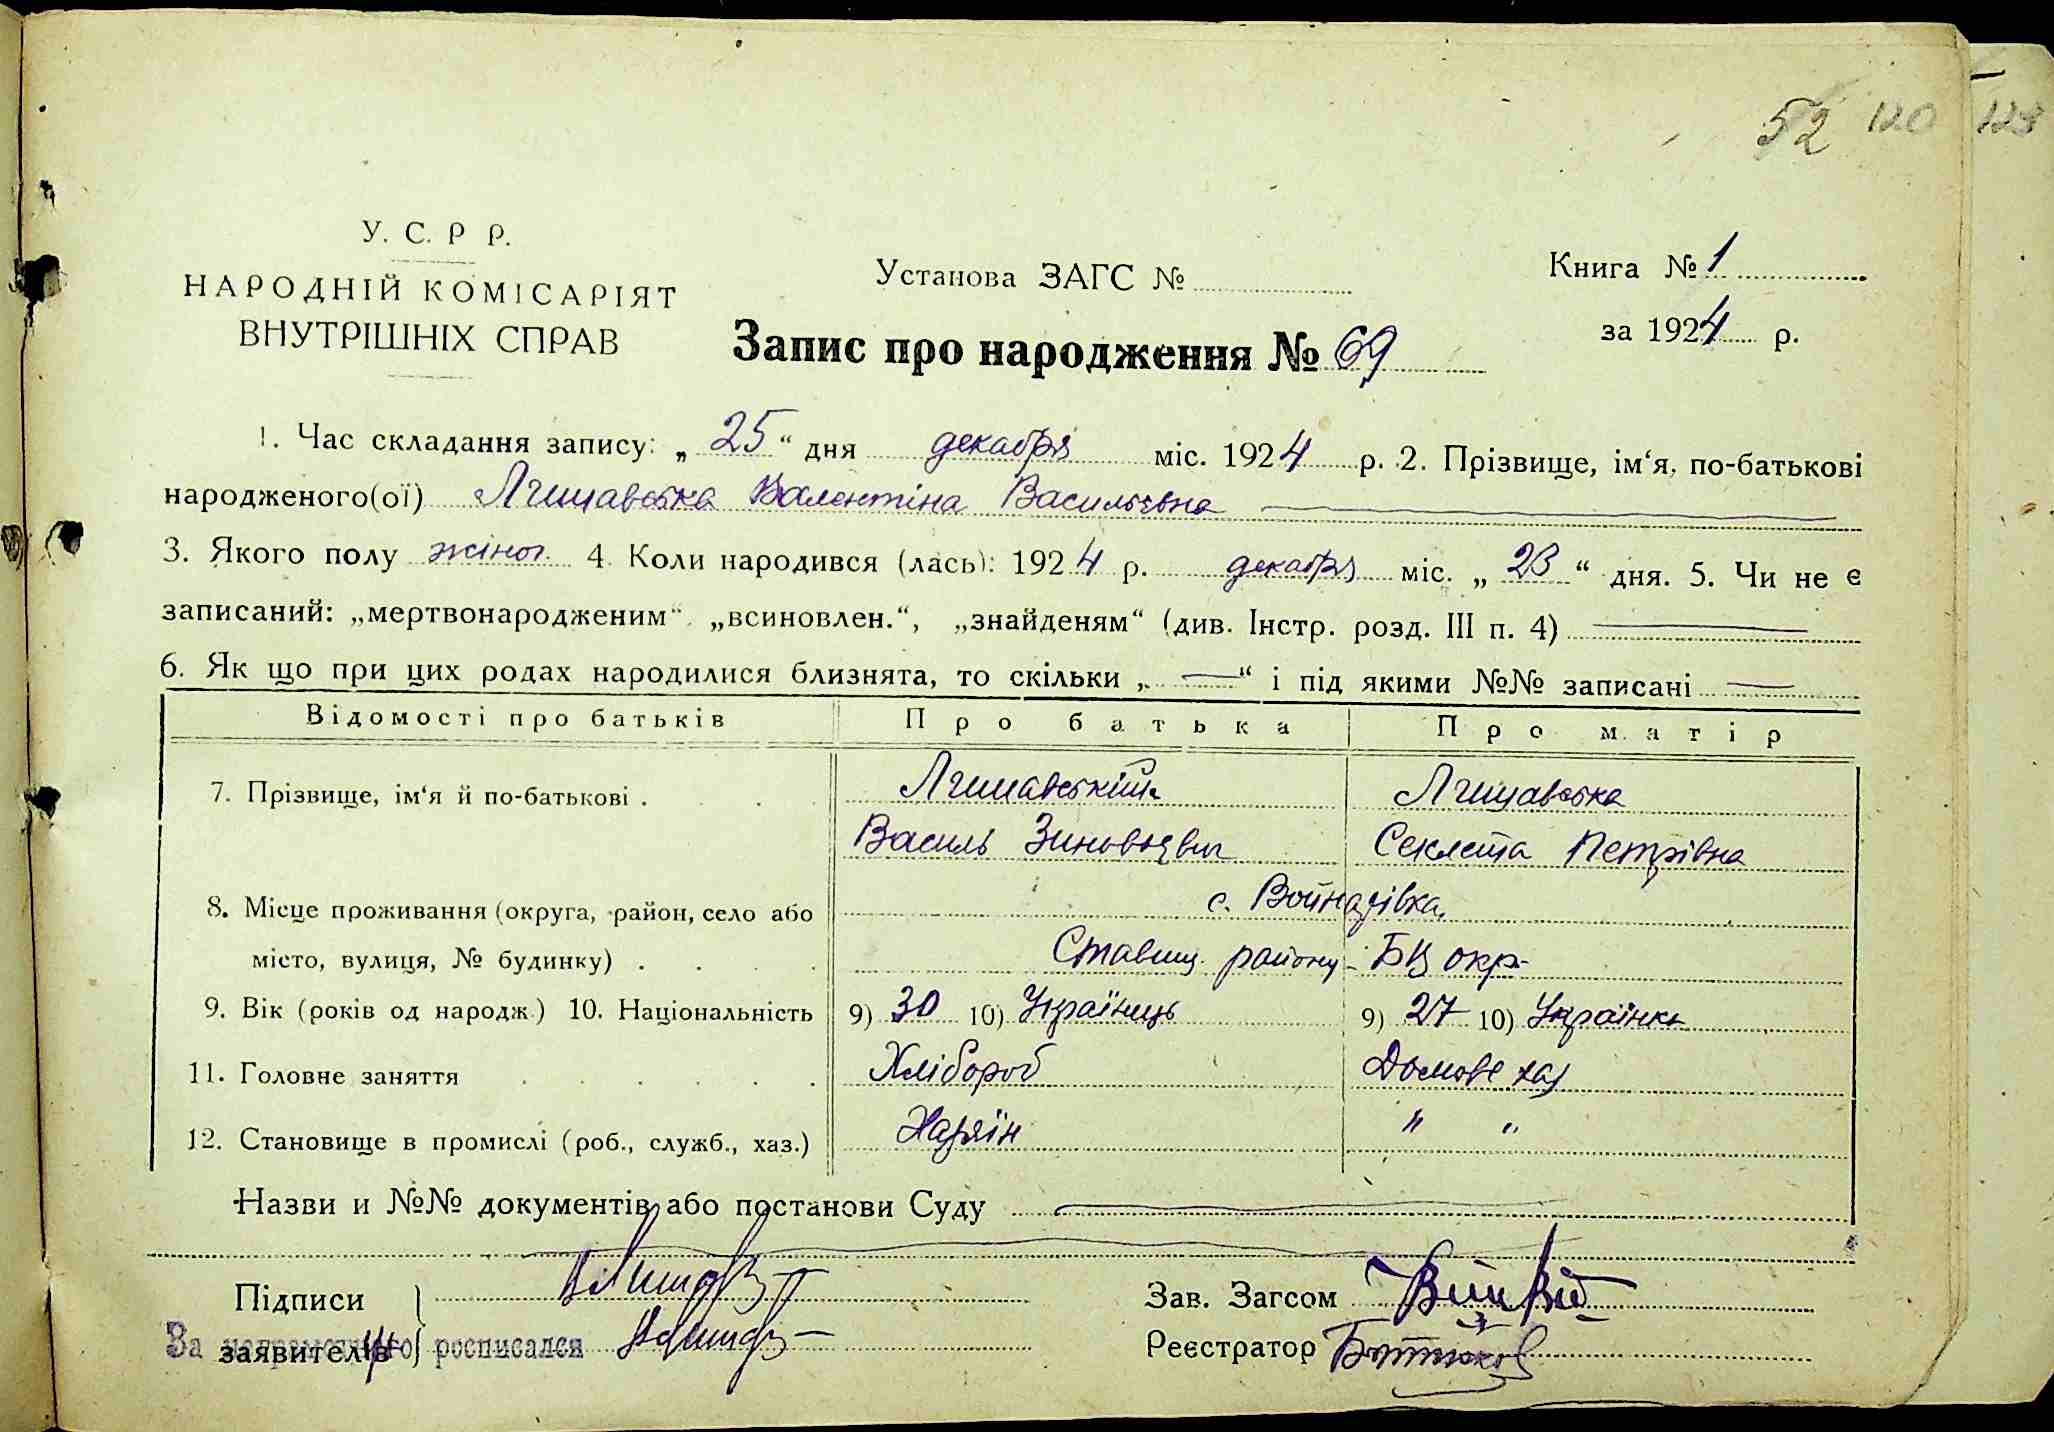 52 120 123
У. С. Р Р.
НАРОДНІЙ КОМІСАРІЯТ
ВНУТРІШНІХ СПРАВ
Установа ЗАГС №
Книга № 1
за 1924 р.
Запис про народження № 69
1. Час складання запису: „ 25 “ дня декабря міс. 1924 р. 2. Прізвище, ім‘я, по-батькові
народженого(ої) Валентіна Васильевна
3. Якого полу жіноч. 4. Коли народився (лась): 1924 р. декабря міс. „ 23 “ дня. 5. Чи не є
записаний: „мертвонародженим“ „всиновлен.“, „знайденям“ (див. Інстр. розд. III п. 4)
6. Як що при цих родах народилися близнята, то скільки „ — “ і під якими №№ записані —
Відомості про батьків Про батька Про матір
7. Прізвище, ім‘я й по-батькові .
Василь Зиновьевич Секлета Петрівна
8. Місце проживання (округа, район, село або с. Войнарівка,
місто, вулиця, № будинку) . Ставищ. району БЦ окр.
9. Вік (років од народж.) 10. Національність 9) 30 10) Українець 9) 27 10) Українка
11. Головне заняття Хлібороб Домове хаз
12. Становище в промислі (роб., служб., хаз.) Хазяїн " "
Назви и №№ документів або постанови Суду
Підписи
заявителів
За неграмотного росписался
Зав. Загсом
Реєстратор